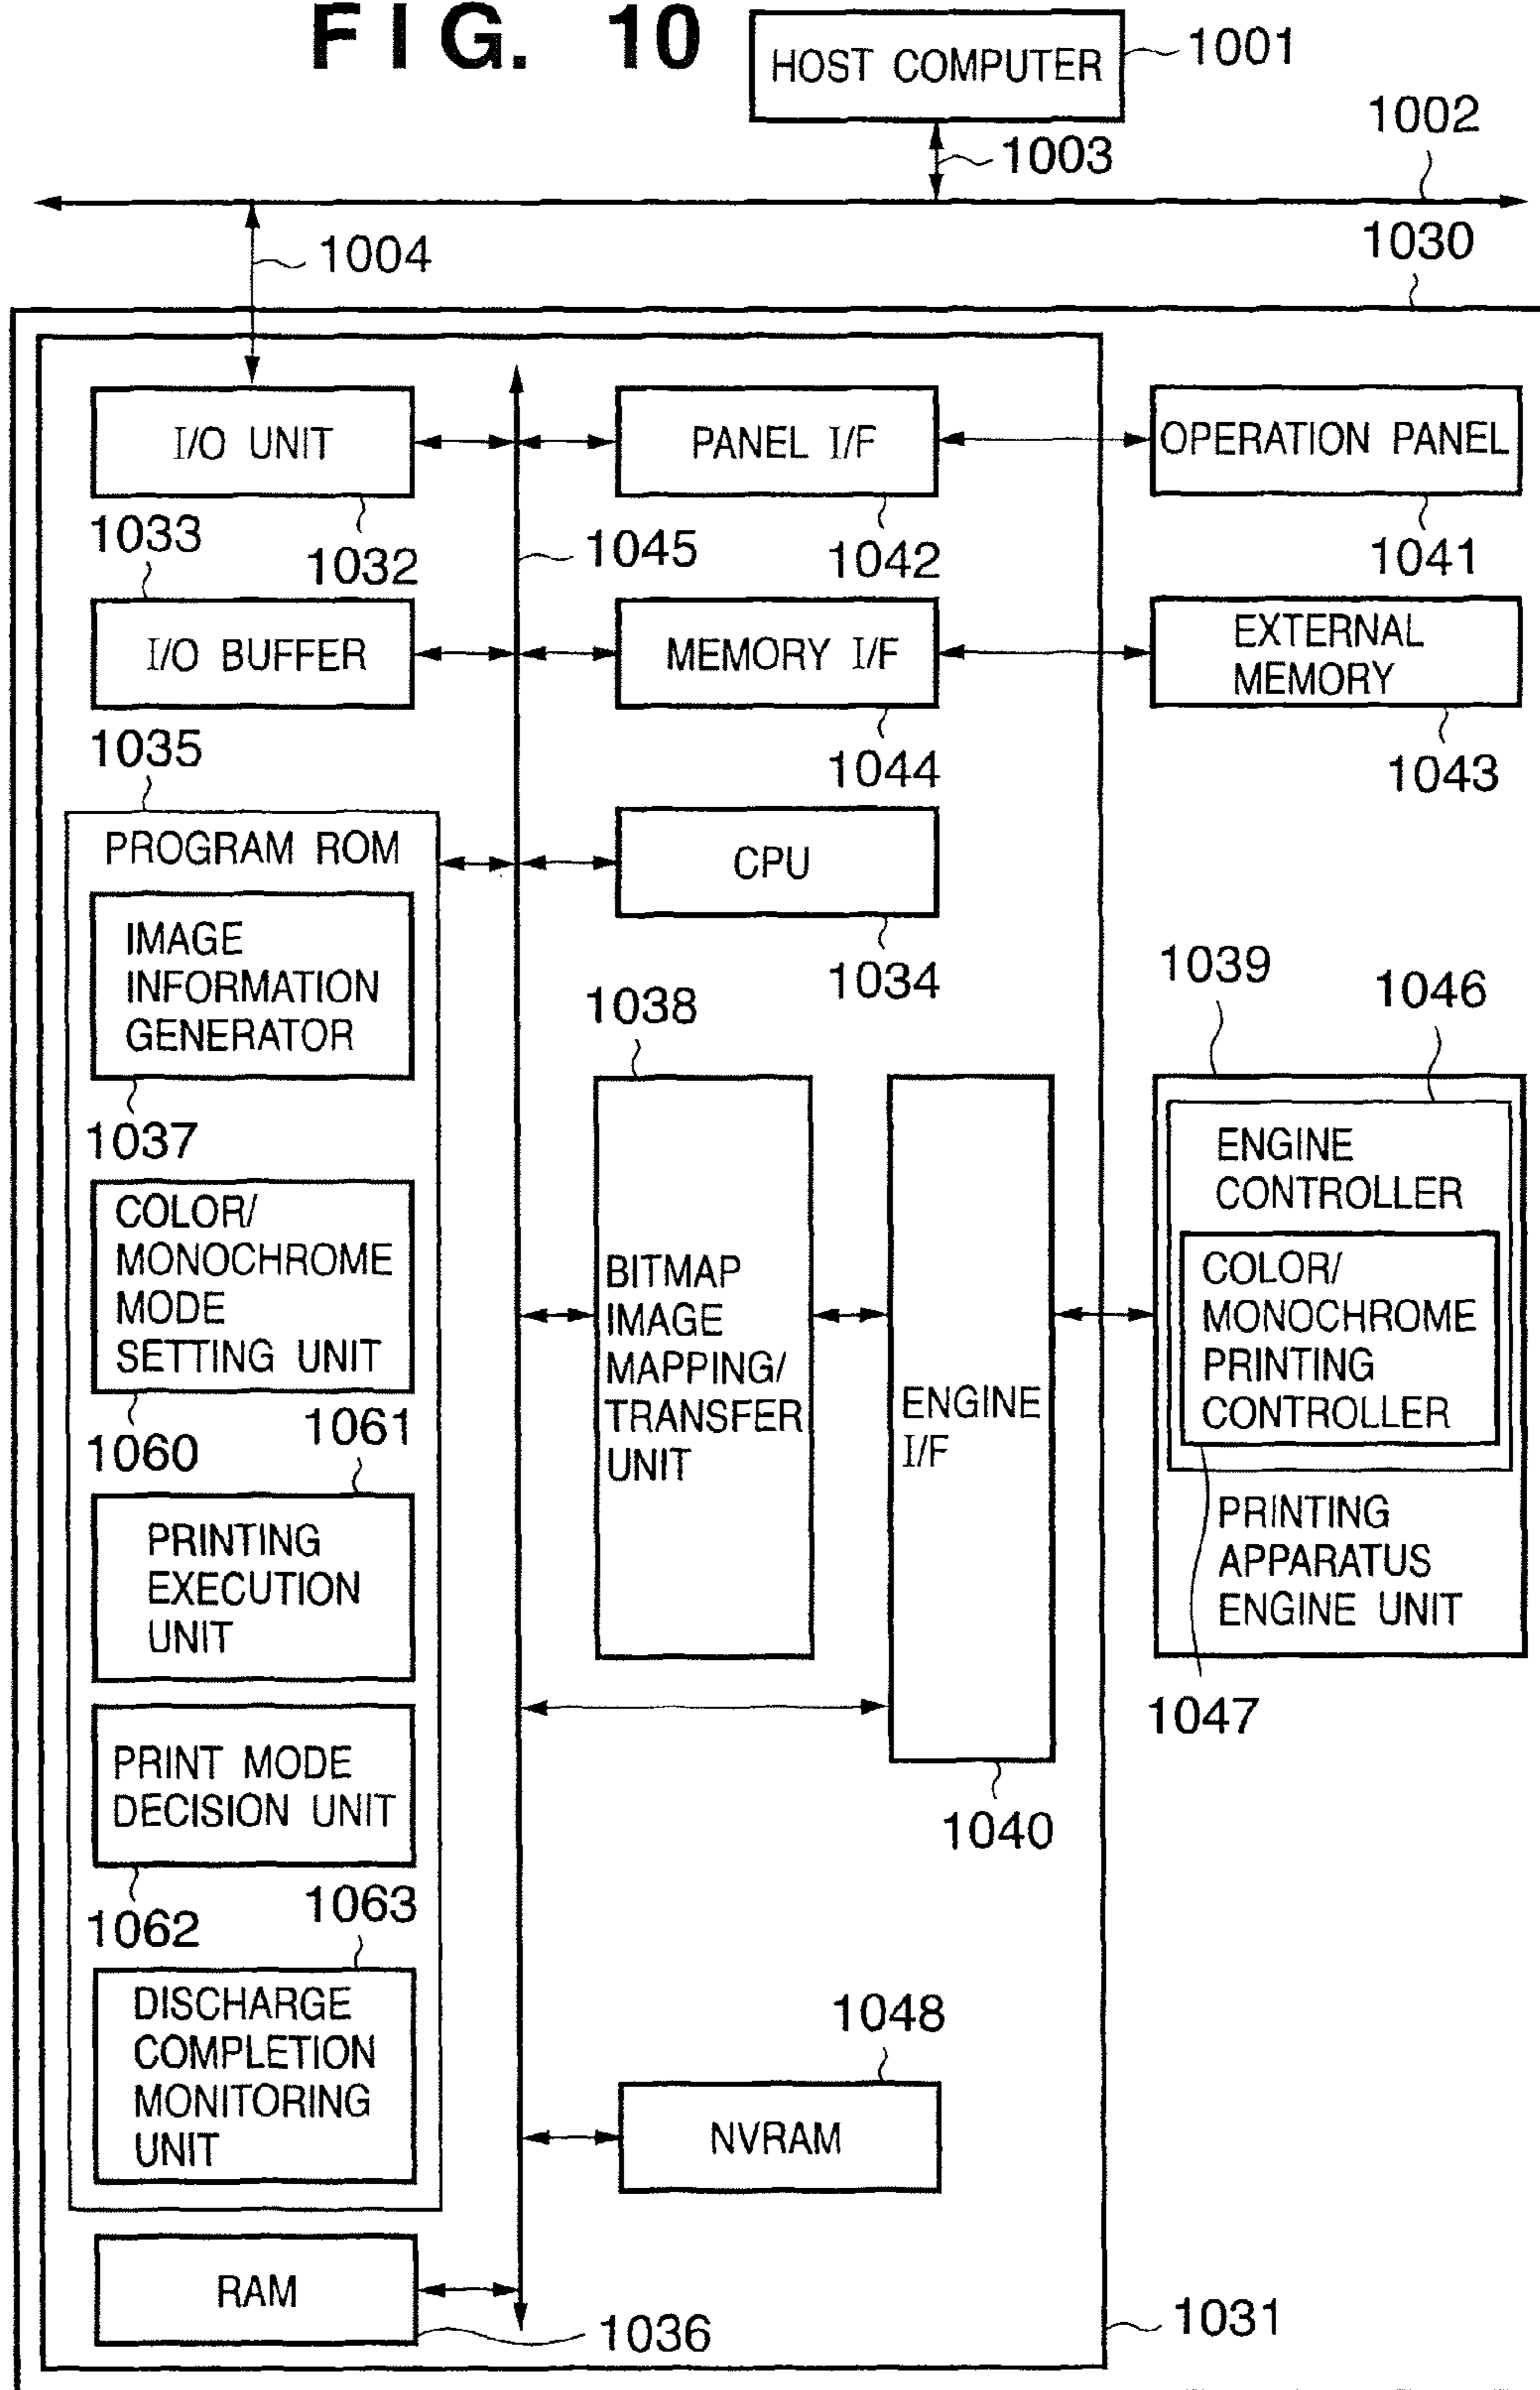 FIG. 10
HOST COMPUTER
1001
1002
1003
1004
1030
I/O UNIT
PANEL I/F
OPERATION PANEL
1033
1032
1045
1042
1041
I/O BUFFER
MEMORY I/F
EXTERNAL
MEMORY
1035
1044
1043
PROGRAM ROM
CPU
1034
IMAGE
INFORMATION
GENERATOR
1037
1038
1039
1046
COLOR/
MONOCHROME
MODE
SETTING UNIT
1060
BITMAP
IMAGE
MAPPING/
TRANSFER
UNIT
ENGINE
I/F
ENGINE
CONTROLLER
COLOR/
MONOCHROME
PRINTING
CONTROLLER
PRINTING
APPARATUS
ENGINE UNIT
1061
PRINTING
EXECUTION
UNIT
1047
PRINT MODE
DECISION UNIT
1040
1062
1063
DISCHARGE
COMPLETION
MONITORING
UNIT
1048
NVRAM
RAM
1036
1031